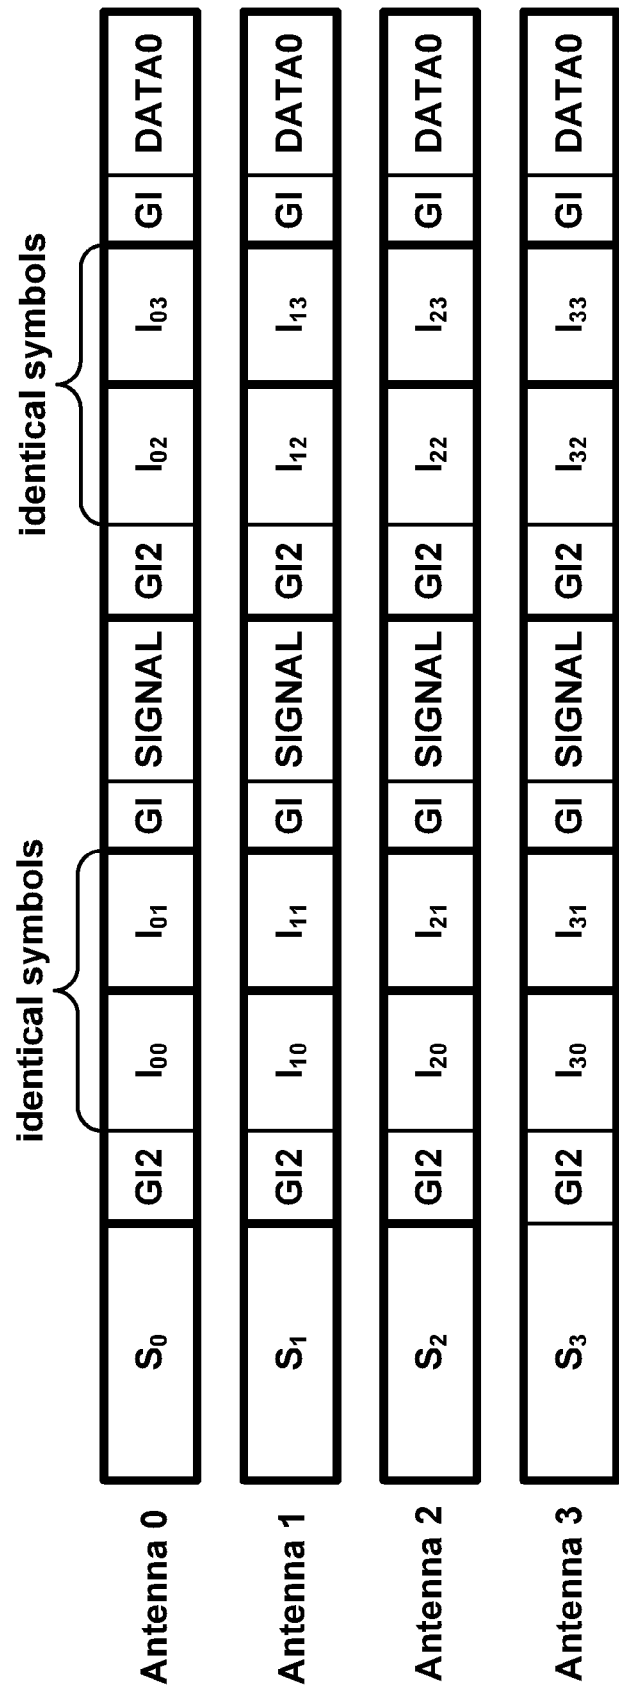 identical symbols identical symbols
Antenna 0 S₀ GI2 I₀₀ I₀₁ GI SIGNAL GI2 I₀₂ I₀₃ GI DATA0
Antenna 1 S₁ GI2 I₁₀ I₁₁ GI SIGNAL GI2 I₁₂ I₁₃ GI DATA0
Antenna 2 S₂ GI2 I₂₀ I₂₁ GI SIGNAL GI2 I₂₂ I₂₃ GI DATA0
Antenna 3 S₃ GI2 I₃₀ I₃₁ GI SIGNAL GI2 I₃₂ I₃₃ GI DATA0